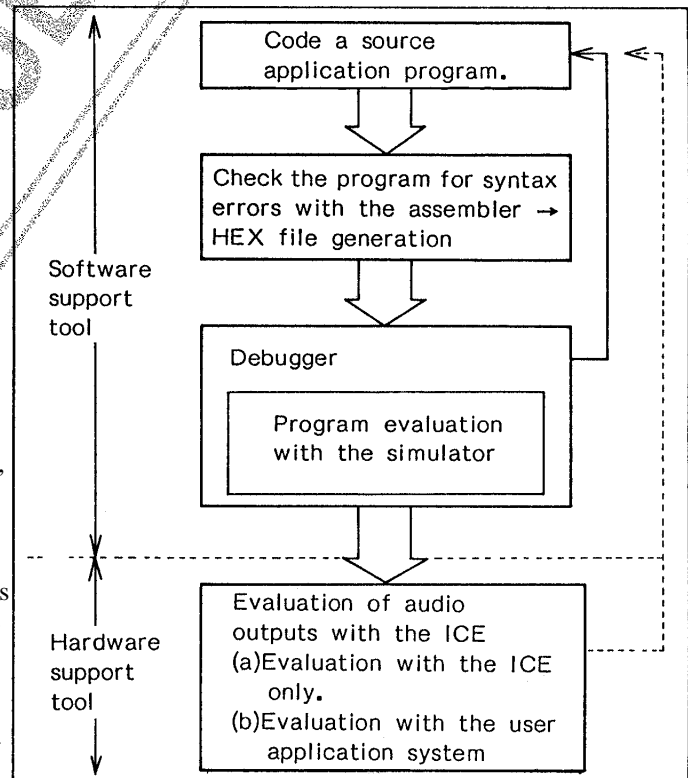 Code a source
application program.
Check the program for syntax
errors with the assembler →
HEX file generation
Software
support
tool
Debugger
Program evaluation
with the simulator
,
s
Hardware
support
tool
Evaluation of audio
outputs with the ICE
(a)Evaluation with the ICE
only.
(b)Evaluation with the user
application system